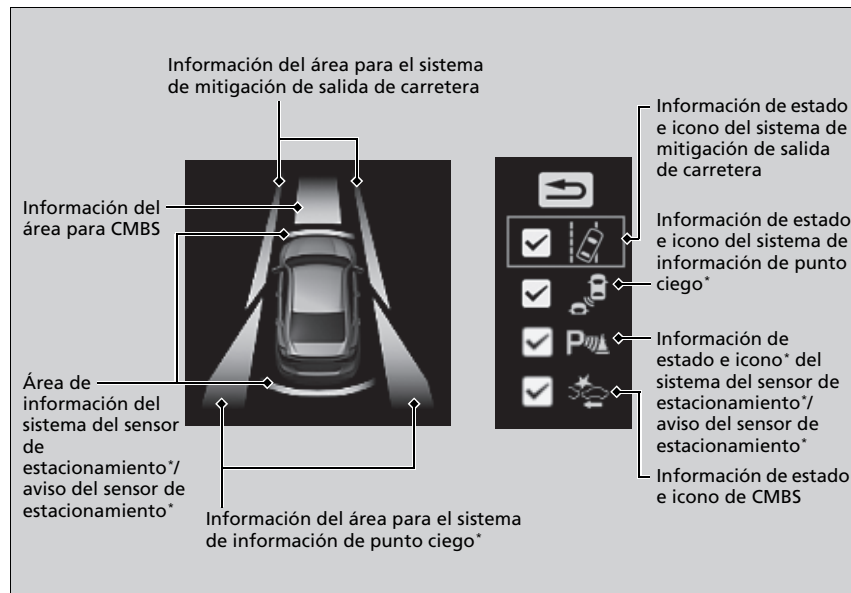 Información del área para el sistema
de mitigación de salida de carretera
Información del
área para CMBS
Área de
información del
sistema del sensor
de
estacionamiento*/
aviso del sensor de
estacionamiento*
Información del área para el sistema
de información de punto ciego*
Información de estado
e icono del sistema de
mitigación de salida
de carretera
Información de estado
e icono del sistema de
información de punto
ciego*
P
Información de
estado e icono* del
sistema del sensor de
estacionamiento*/
aviso del sensor de
estacionamiento*
Información de estado
e icono de CMBS